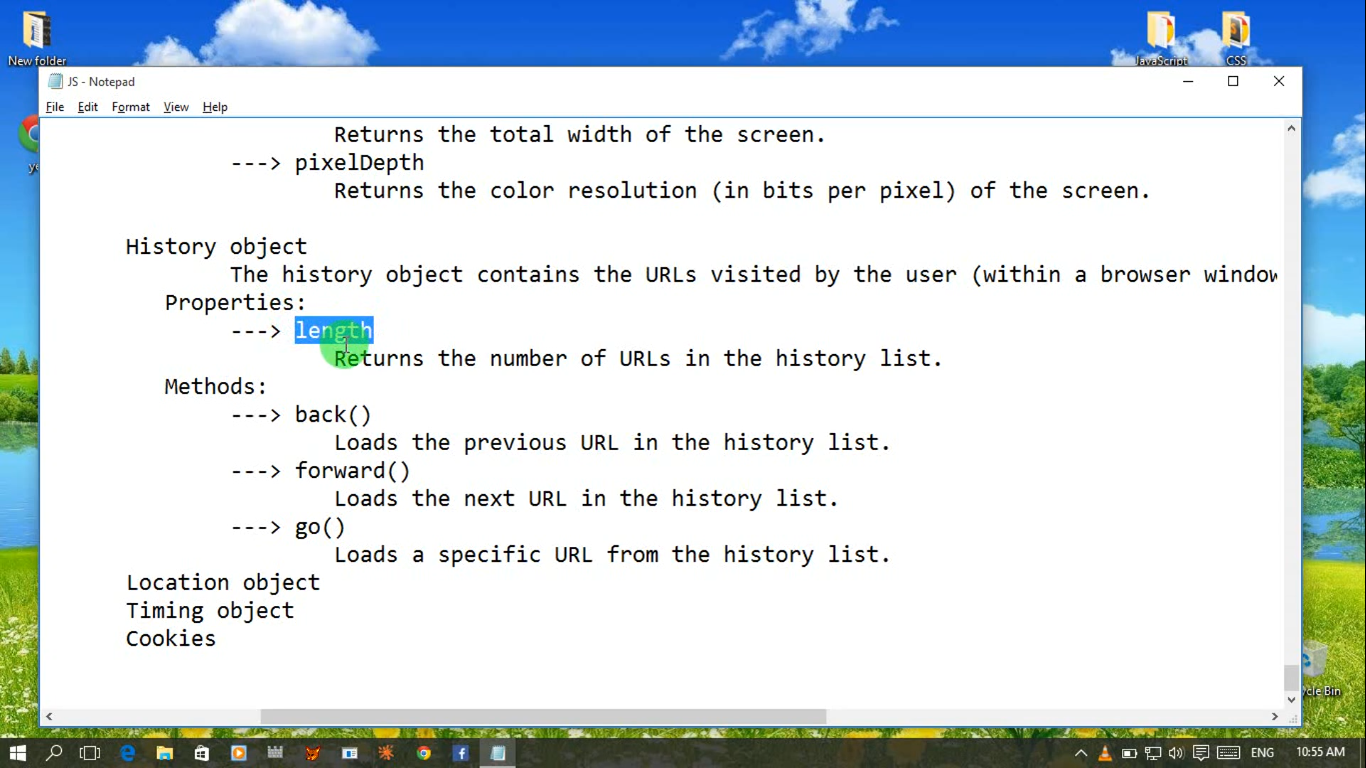 New folder
JavaScript
CSS
JS - Notepad
File Edit Format View Help
Returns the total width of the screen.
---> pixelDepth
Returns the color resolution (in bits per pixel) of the screen.
History object
The history object contains the URLs visited by the user (within a browser window
Properties:
---> length
Returns the number of URLs in the history list.
Methods:
---> back()
Loads the previous URL in the history list.
---> forward()
Loads the next URL in the history list.
---> go()
Loads a specific URL from the history list.
Location object
Timing object
Cookies
ycle Bin
ENG
10:55 AM